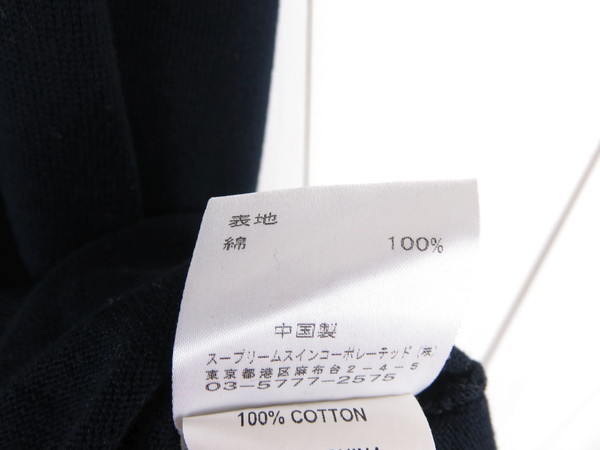 表地
綿 100%
中国製
スープリームスインコーポレーテッド(株)
東京都港区麻布台2-4-5
03-5777-2575
100% COTTON